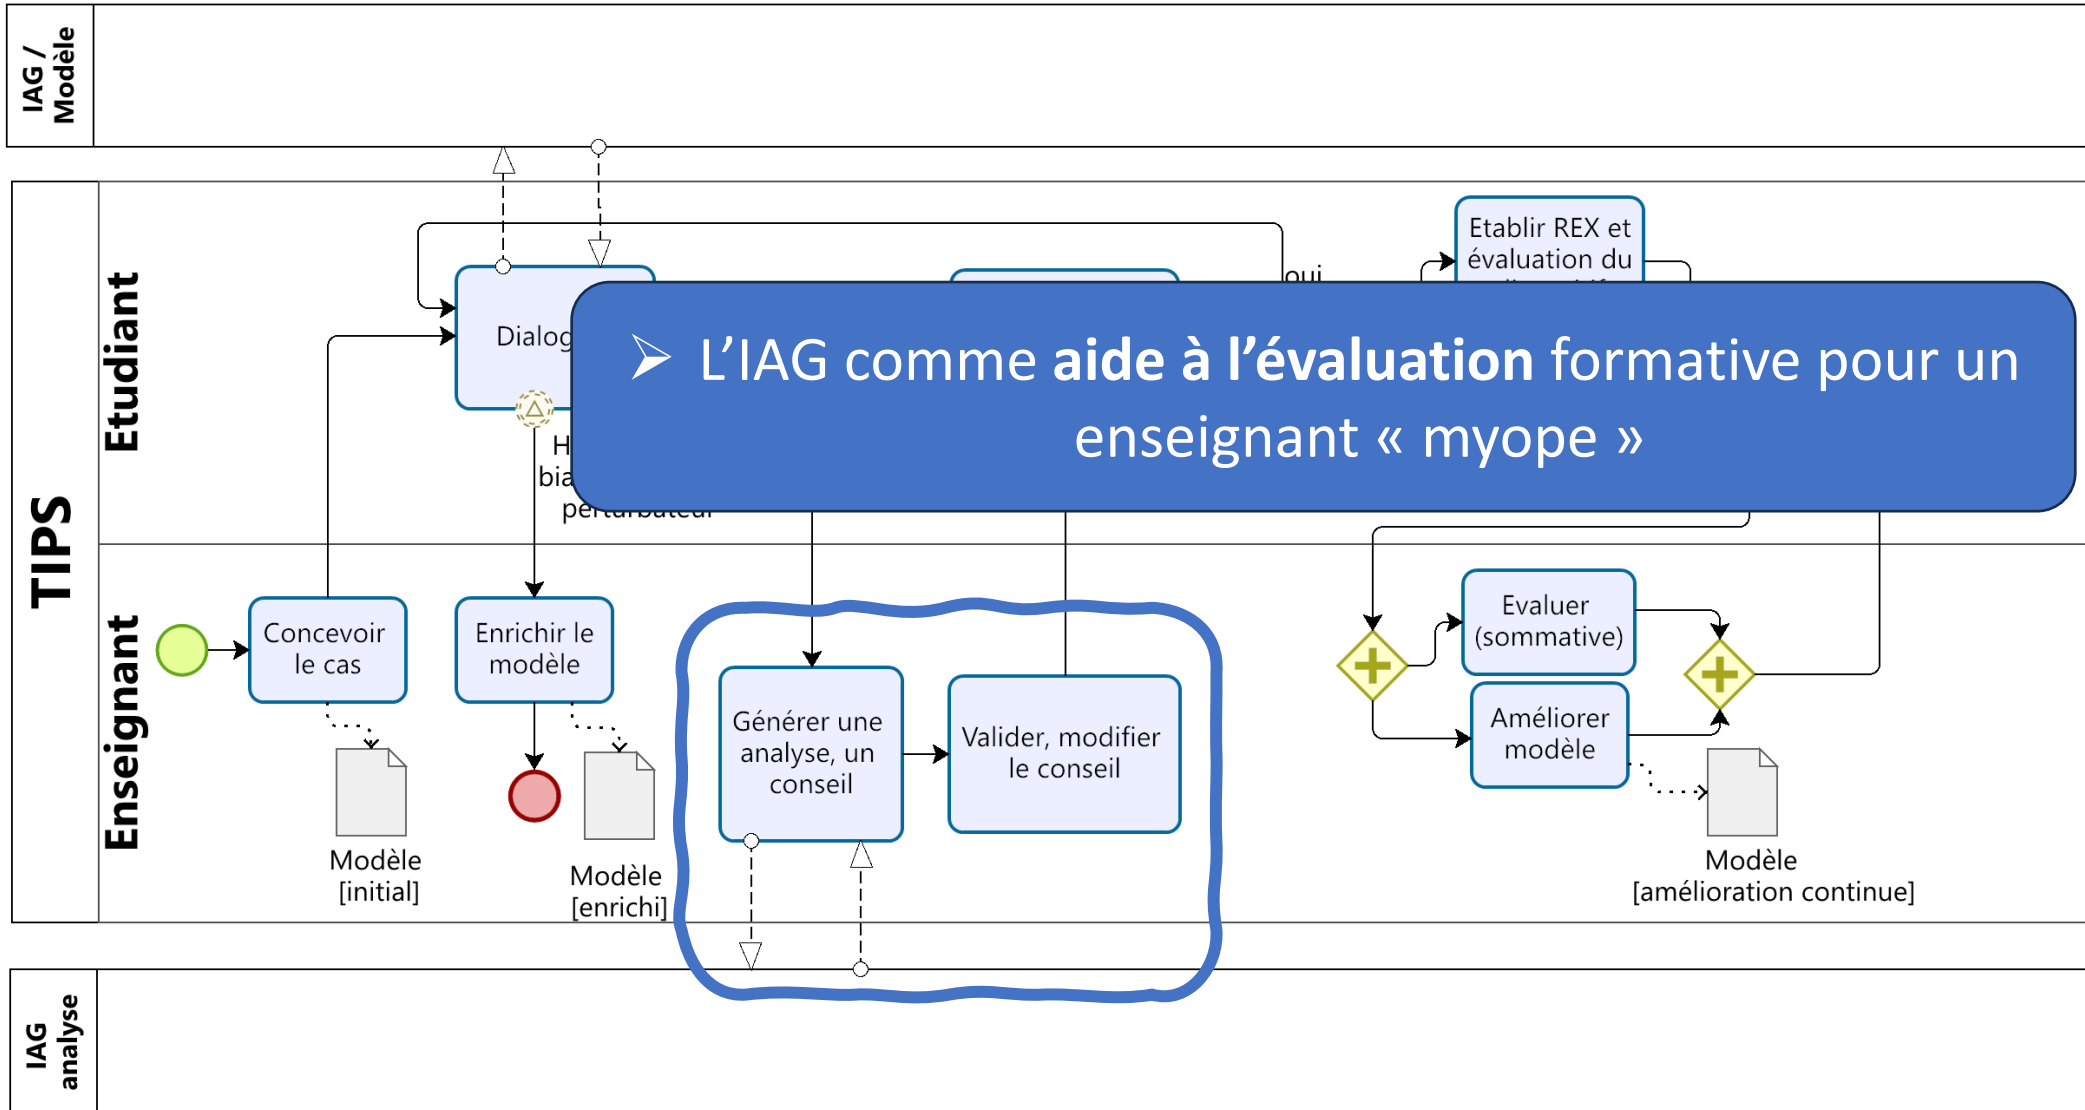 IAG /
Modèle
TIPS
Etudiant
Etablir REX et
évaluation du
oui
➢ L’IAG comme aide à l’évaluation formative pour un
enseignant « myope »
perturbateur
Enseignant
Concevoir
le cas
Enrichir le
modèle
Générer une
analyse, un
conseil
Valider, modifier
le conseil
Evaluer
(sommative)
Améliorer
modèle
Modèle
[initial]
Modèle
[enrichi]
Modèle
[amélioration continue]
IAG
analyse